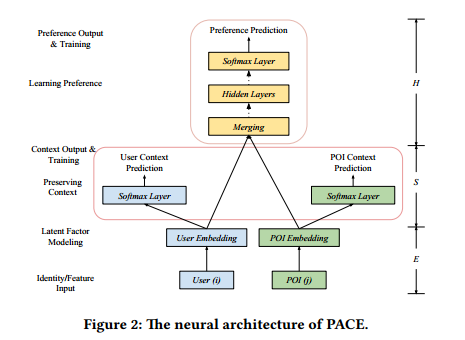 Preference Output
& Training
Preference Prediction
Softmax Layer
Learning Preference
Hidden Layers
H
Merging
Context Output &
Training
User Context
Prediction
POI Context
Prediction
Preserving
Context
Softmax Layer
Softmax Layer
S
Latent Factor
Modeling
User Embedding
POI Embedding
E
Identity/Feature
Input
User (i)
POI (j)
Figure 2: The neural architecture of PACE.